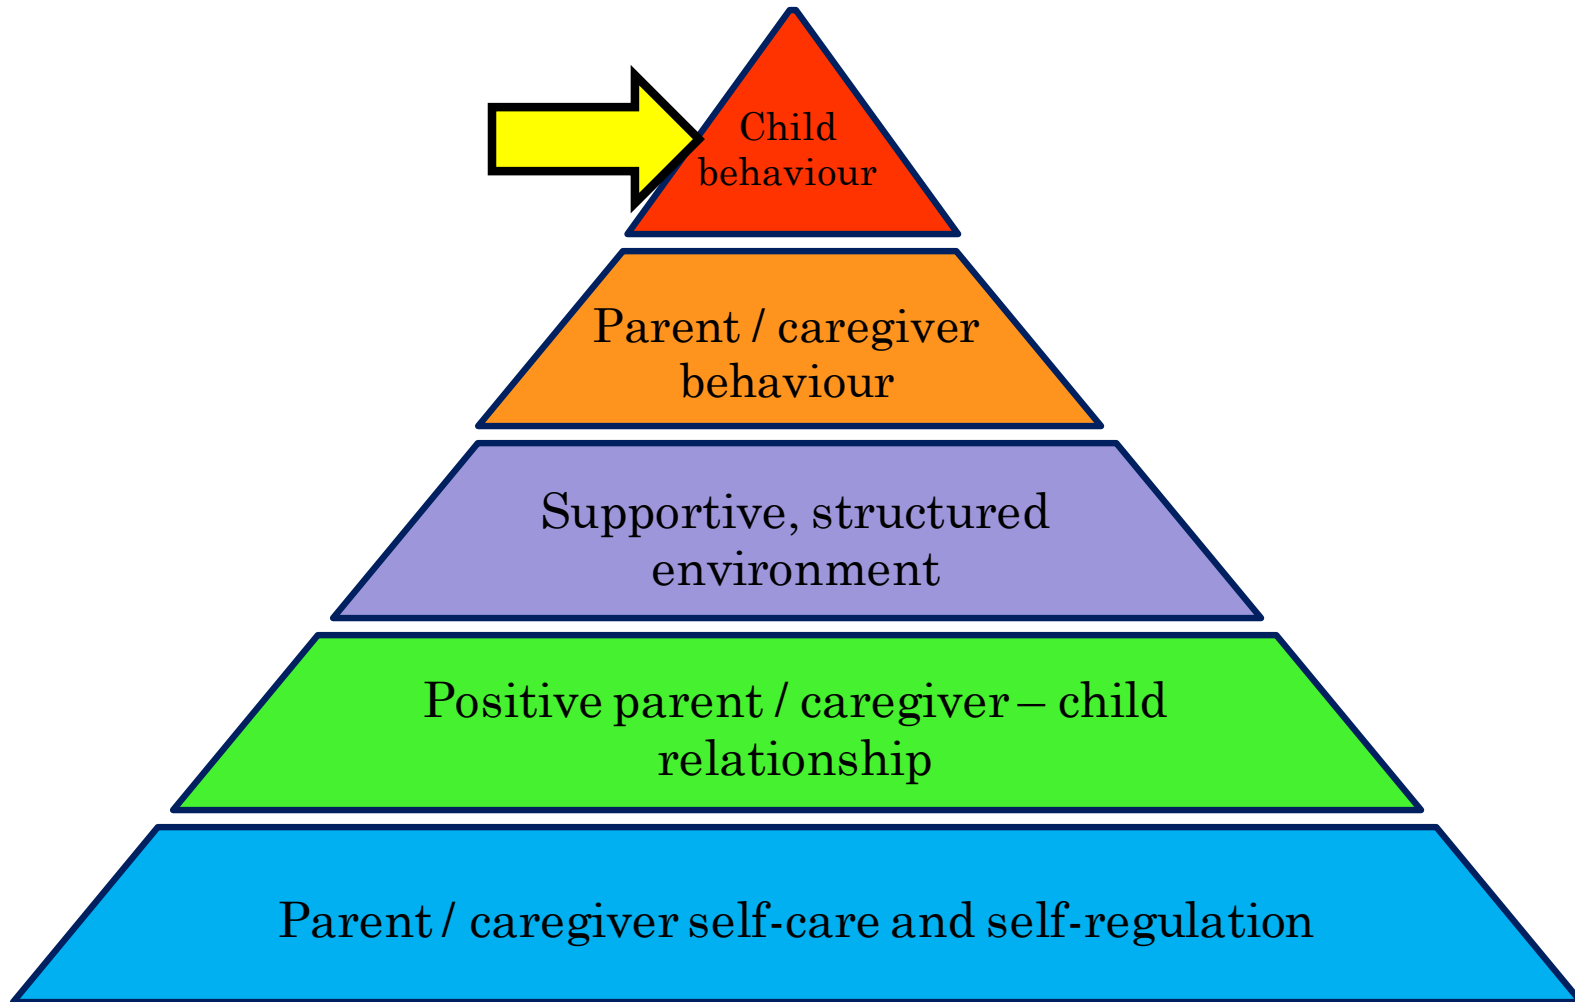 Child
behaviour
Parent / caregiver
behaviour
Supportive, structured
environment
Positive parent / caregiver – child
relationship
Parent / caregiver self-care and self-regulation